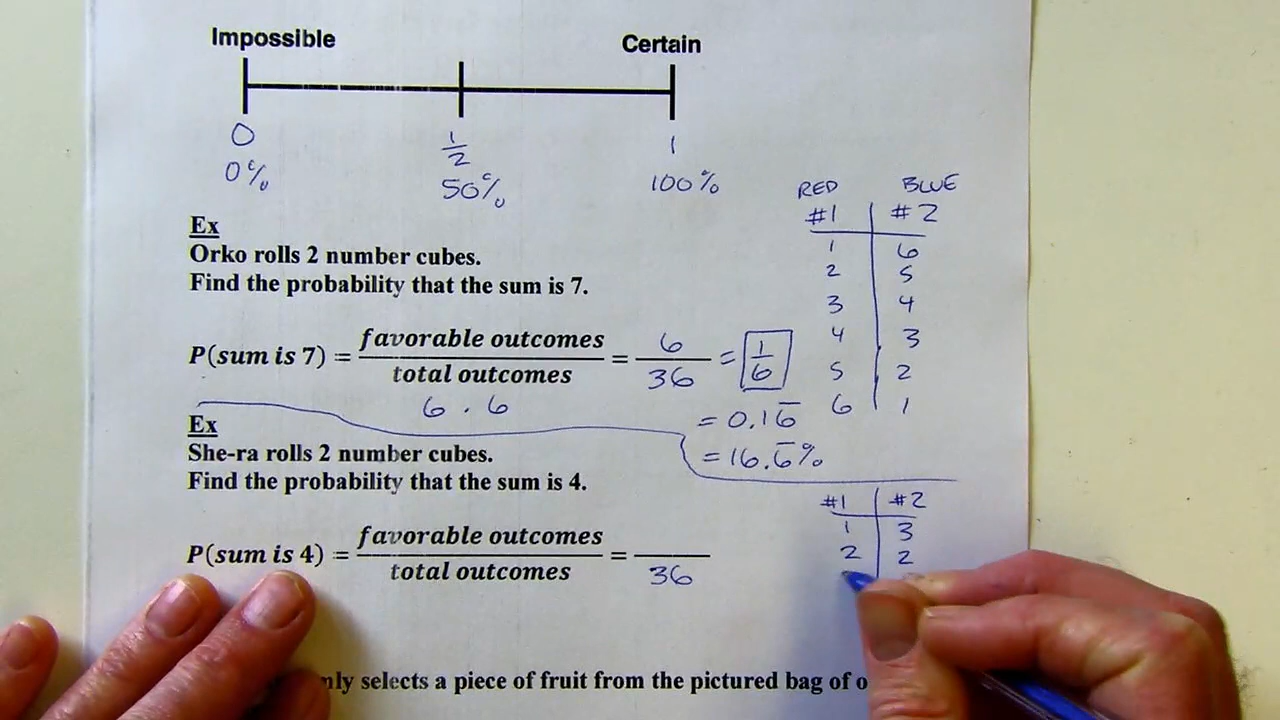 Impossible Certain
0 1/2 1
0% 50% 100%
RED BLUE
#1 #2
1 6
2 5
3 4
4 3
5 2
6 1
Ex
Orko rolls 2 number cubes.
Find the probability that the sum is 7.
P(sum is 7) = favorable outcomes / total outcomes = 6/36 = 1/6
6 . 6
= 0.16̅
= 16.6̅%
Ex
She-ra rolls 2 number cubes.
Find the probability that the sum is 4.
#1 #2
1 3
2 2
P(sum is 4) = favorable outcomes / total outcomes = /36
selects a piece of fruit from the pictured bag of